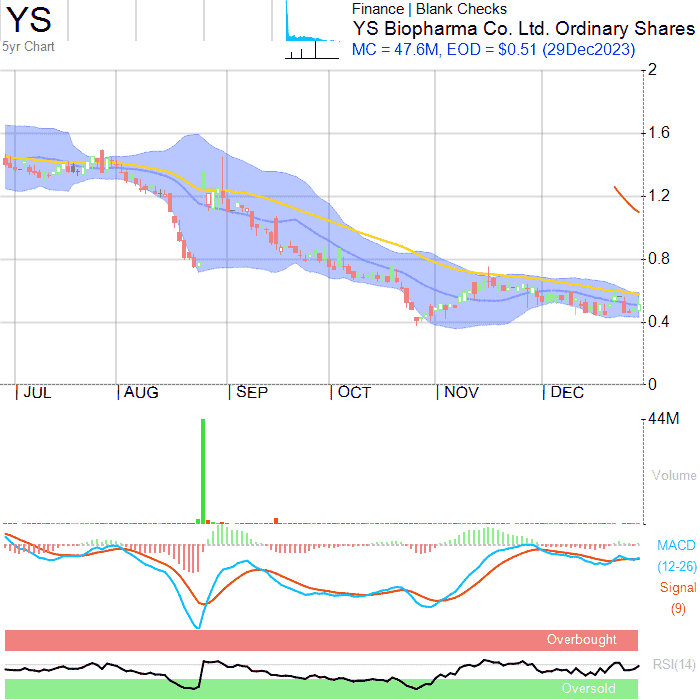 YS
5yr Chart
Finance | Blank Checks
YS Biopharma Co. Ltd. Ordinary Shares
MC = 47.6M, EOD = $0.51 (29Dec2023)
2
1.6
1.2
0.8
0.4
0
JUL AUG SEP OCT NOV DEC
44M
Volume
MACD
(12-26)
Signal
(9)
Overbought
RSI(14)
Oversold